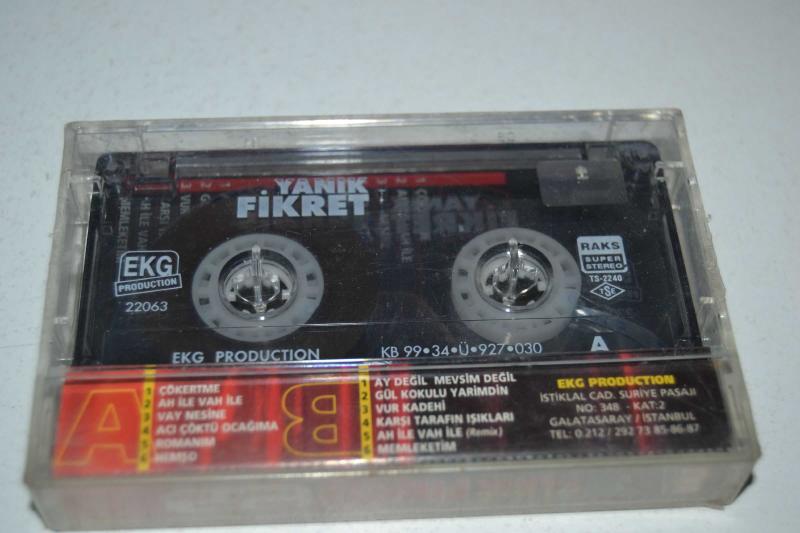 YANIK
FİKRET
EKG
PRODUCTION
22063
RAKS
SUPER
STEREO
TS-2240
TSE
EKG PRODUCTION
KB 99•34•Ü•927•030
A
A
1 ÇÖKERTME
2 AH İLE VAH İLE
3 VAY NESİNE
4 ACI ÇÖKTÜ OCAĞIMA
5 ROMANIM
6 HEMŞO
B
1 AY DEĞİL MEVSİM DEĞİL
2 GÜL KOKULU YARİMDİN
3 VUR KADEHİ
4 KARŞI TARAFIN IŞIKLARI
5 AH İLE VAH İLE (Remix)
6 MEMLEKETİM
EKG PRODUCTION
İSTİKLAL CAD. SURİYE PASAJI
NO: 348 - KAT:2
GALATASARAY / İSTANBUL
TEL: 0.212 / 292 73 85-86-87